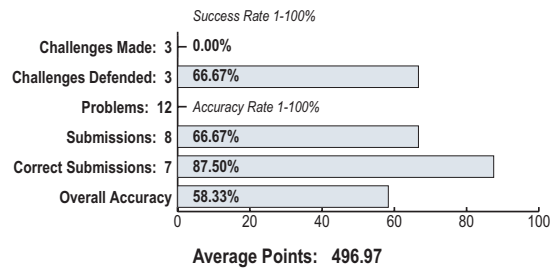 Success Rate 1-100%
Challenges Made: 3 0.00%
Challenges Defended: 3 66.67%
Problems: 12 Accuracy Rate 1-100%
Submissions: 8 66.67%
Correct Submissions: 7 87.50%
Overall Accuracy 58.33%
0 20 40 60 80 100
Average Points: 496.97